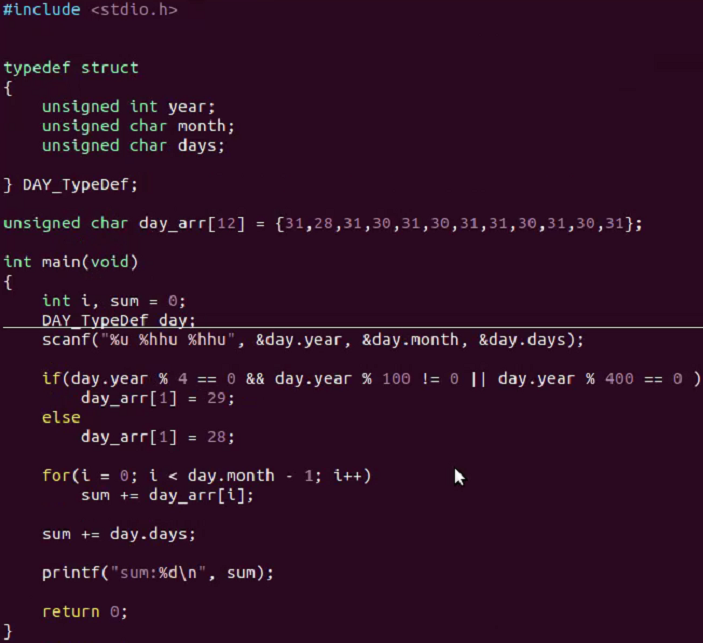 #include <stdio.h>
typedef struct
{
    unsigned int year;
    unsigned char month;
    unsigned char days;
} DAY_TypeDef;
unsigned char day_arr[12] = {31,28,31,30,31,30,31,31,30,31,30,31};
int main(void)
{
    int i, sum = 0;
    DAY_TypeDef day;
    scanf("%u %hhu %hhu", &day.year, &day.month, &day.days);
    if(day.year % 4 == 0 && day.year % 100 != 0 || day.year % 400 == 0 )
        day_arr[1] = 29;
    else
        day_arr[1] = 28;
    for(i = 0; i < day.month - 1; i++)
        sum += day_arr[i];
    sum += day.days;
    printf("sum:%d\n", sum);
    return 0;
}